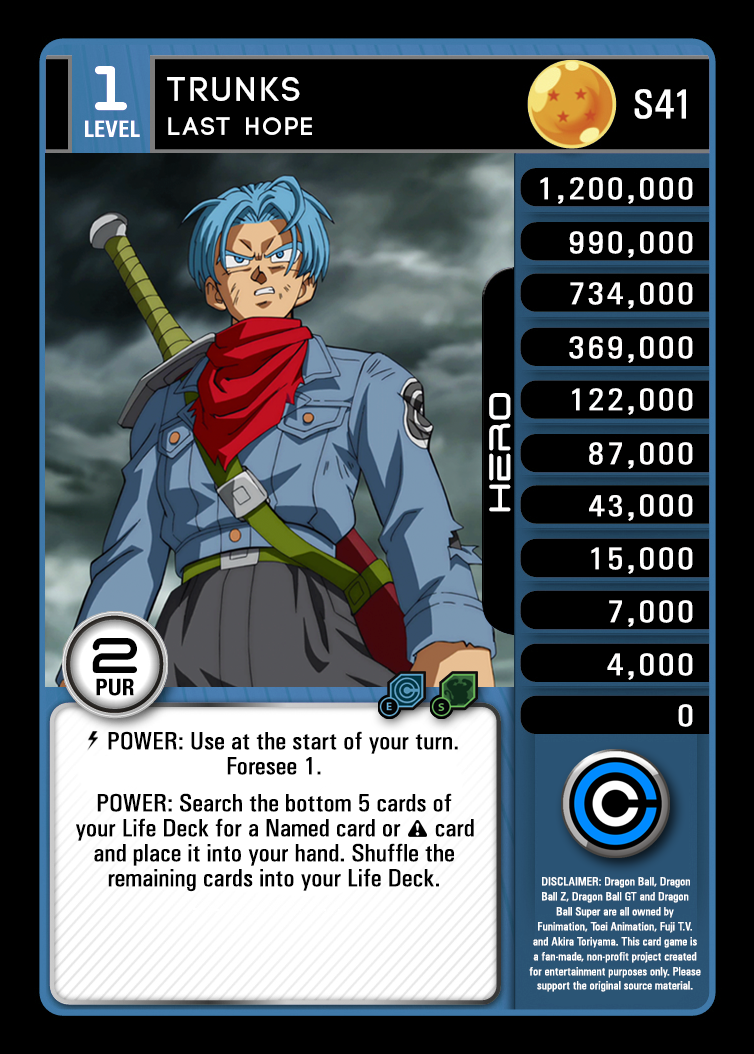 1
LEVEL
TRUNKS
LAST HOPE
S41
1,200,000
990,000
734,000
369,000
122,000
87,000
43,000
15,000
7,000
4,000
0
HERO
2
PUR
E
S
POWER: Use at the start of your turn.
Foresee 1.
POWER: Search the bottom 5 cards of
your Life Deck for a Named card or ⚠ card
and place it into your hand. Shuffle the
remaining cards into your Life Deck.
DISCLAIMER: Dragon Ball, Dragon
Ball Z, Dragon Ball GT and Dragon
Ball Super are all owned by
Funimation, Toei Animation, Fuji T.V.
and Akira Toriyama. This card game is
a fan-made, non-profit project created
for entertainment purposes only. Please
support the original source material.